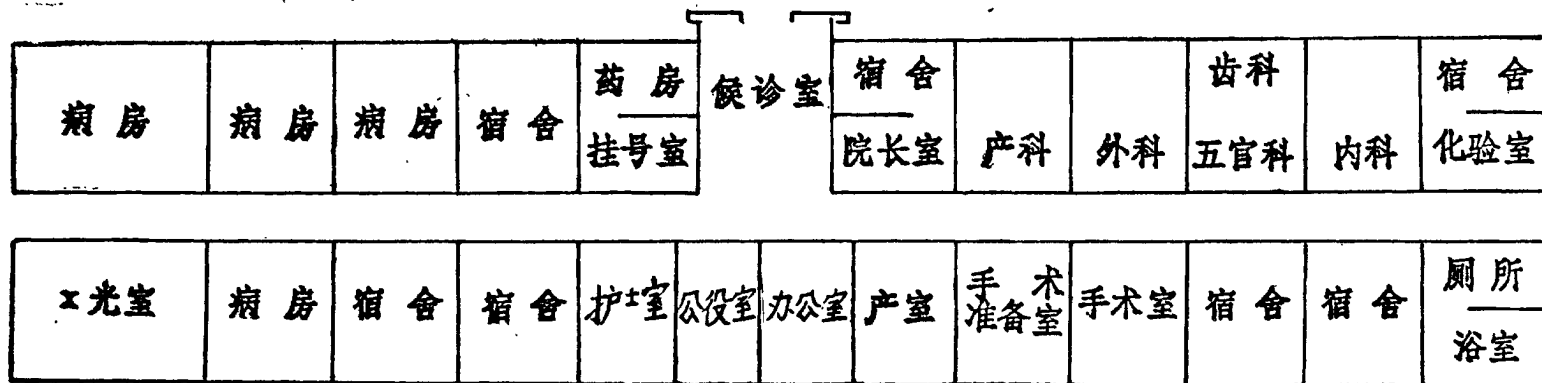 病房
病房
病房
宿舍
药房
挂号室
候诊室
宿舍
院长室
产科
外科
齿科
五官科
内科
宿舍
化验室
x光室
病房
宿舍
宿舍
护士室
公役室
办公室
产室
手术
准备室
手术室
宿舍
宿舍
厕所
浴室